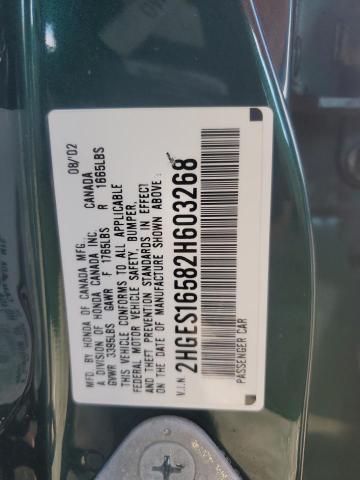 MFD. BY HONDA OF CANADA MFG. 08/'02
A DIVISION OF HONDA CANADA INC. CANADA
GVWR 3395LBS GAWR F 1765LBS R 1665LBS
THIS VEHICLE CONFORMS TO ALL APPLICABLE
FEDERAL MOTOR VEHICLE SAFETY, BUMPER,
AND THEFT PREVENTION STANDARDS IN EFFECT
ON THE DATE OF MANUFACTURE SHOWN ABOVE.
V.I.N. 2HGES16582H603268
PASSENGER CAR